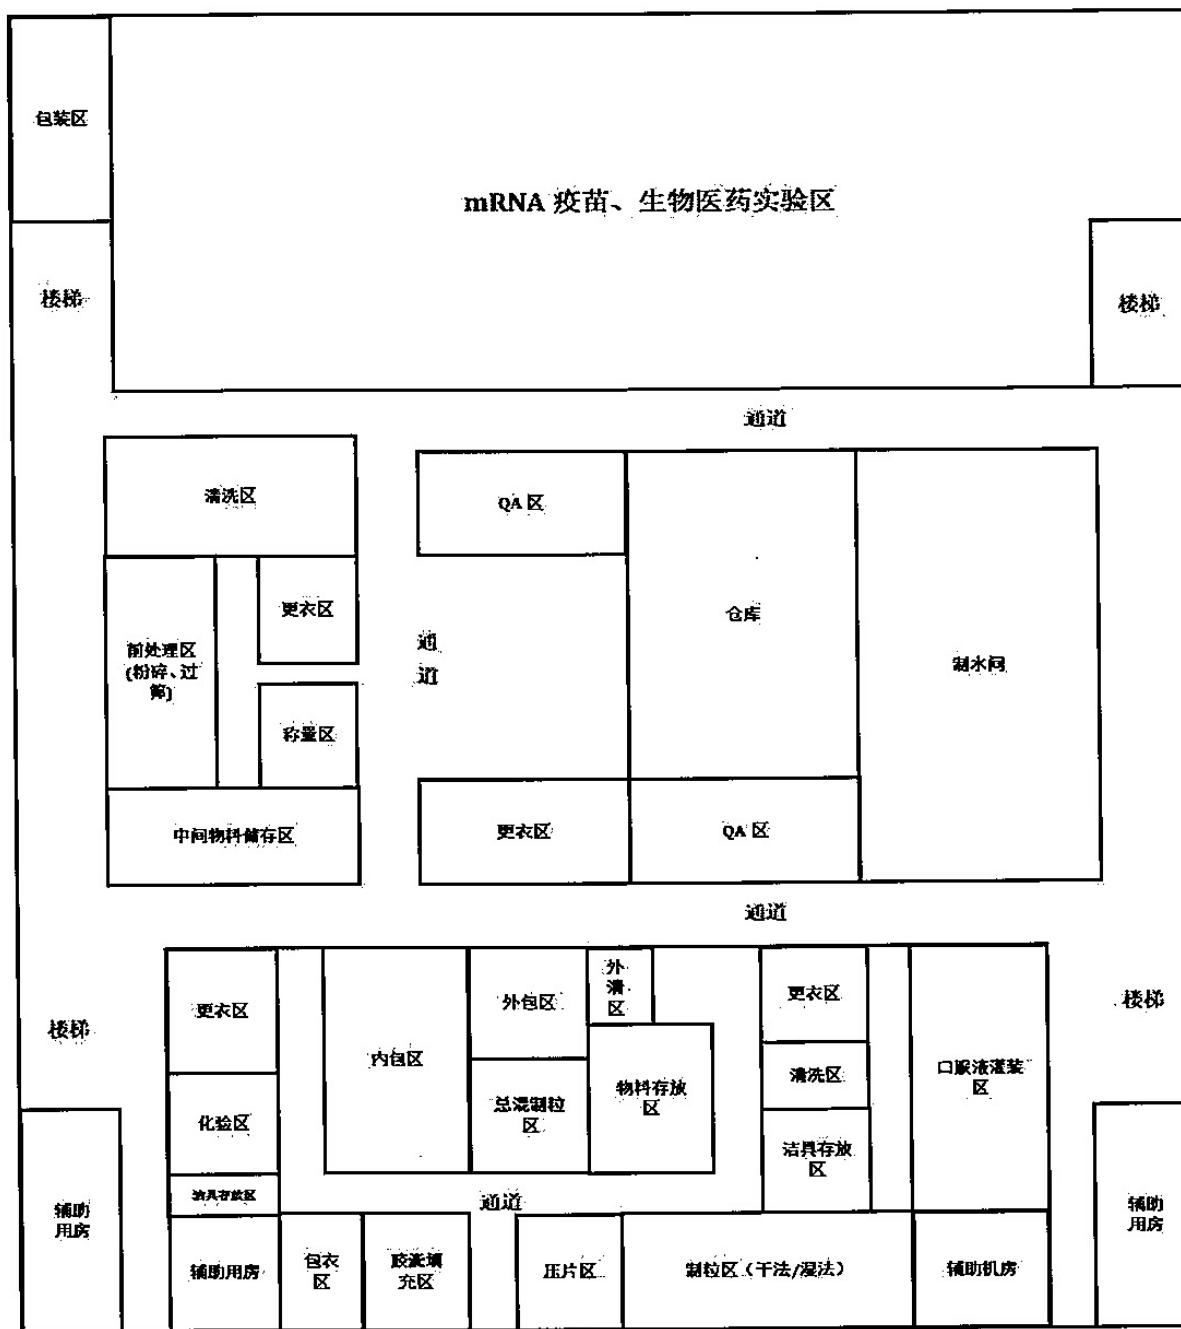 包装区
mRNA 疫苗、生物医药实验区
楼梯
楼梯
通道
清洗区
QA 区
更衣区
仓库
前处理区
(粉碎、过
筛)
通
道
制水间
称量区
中间物料储存区
更衣区
QA 区
通道
更衣区
外包区
外
清
区
更衣区
楼梯
楼梯
内包区
口服液灌装
区
清洗区
物料存放
区
总混制粒
区
化验区
洁具存放
区
洁具存放区
通道
辅助
用房
辅助
用房
辅助用房
包衣
区
胶囊填
充区
压片区
制粒区（干法/湿法）
辅助机房